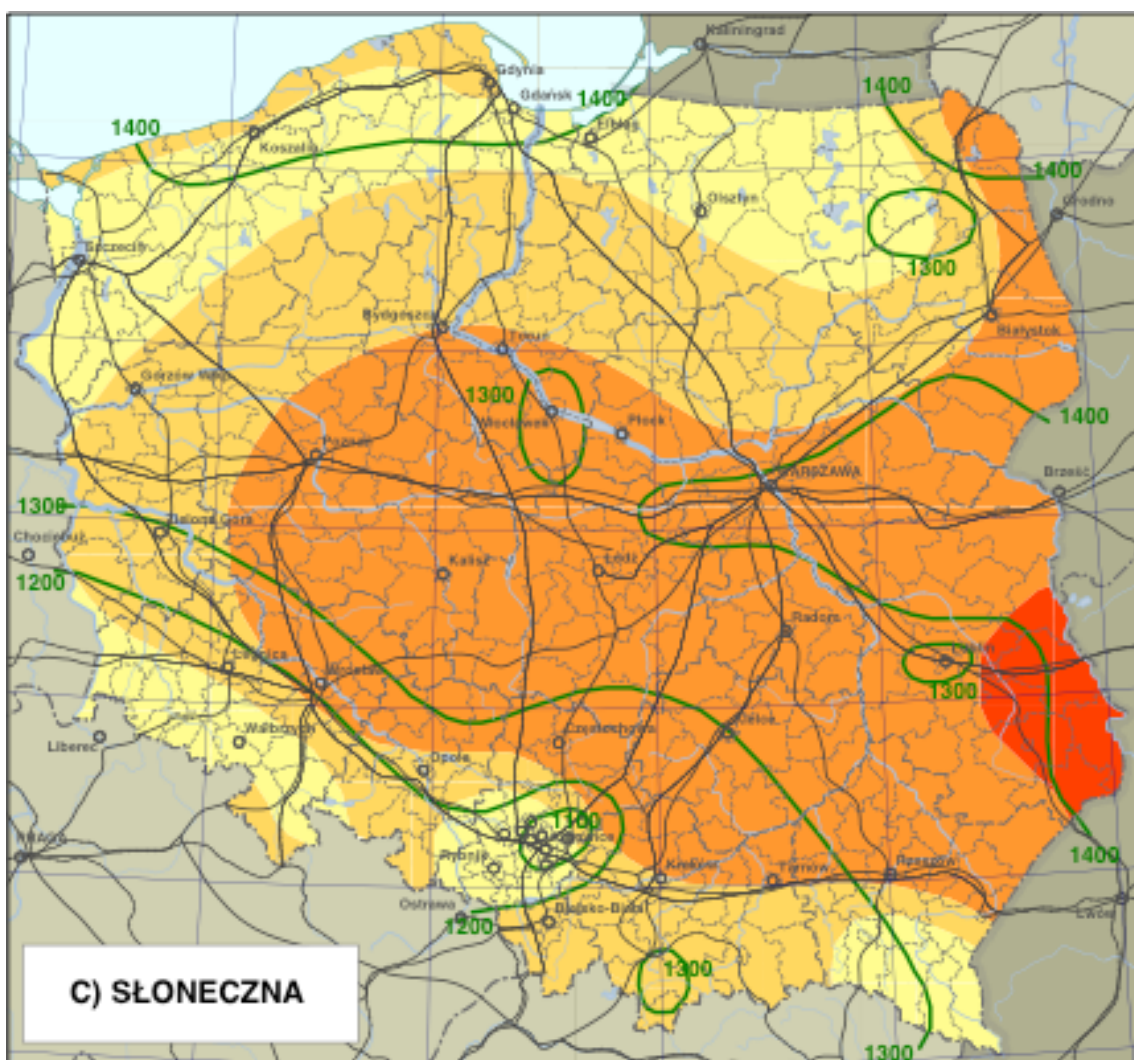 Kaliningrad
Gdynia
1400
1400
Gdańsk
1400
Elbląg
Koszalin
1400
Olsztyn
Grodno
Szczecin
1300
Bydgoszcz
Toruń
Białystok
Gorzów Wlkp
1300
1400
Włocławek
Płock
Poznań
WARSZAWA
Brześć
1300
Zielona Góra
Chociebuż
1200
Kalisz
Łódź
Radom
Legnica
Lublin
Wrocław
1300
Wałbrzych
Kielce
Liberec
Częstochowa
Opole
1100
PRAGA
Katowice
Rybnik
Kraków
Tarnów
Rzeszów
1400
Ostrawa
Bielsko-Biała
Lwów
1200
1300
C) SŁONECZNA
1300